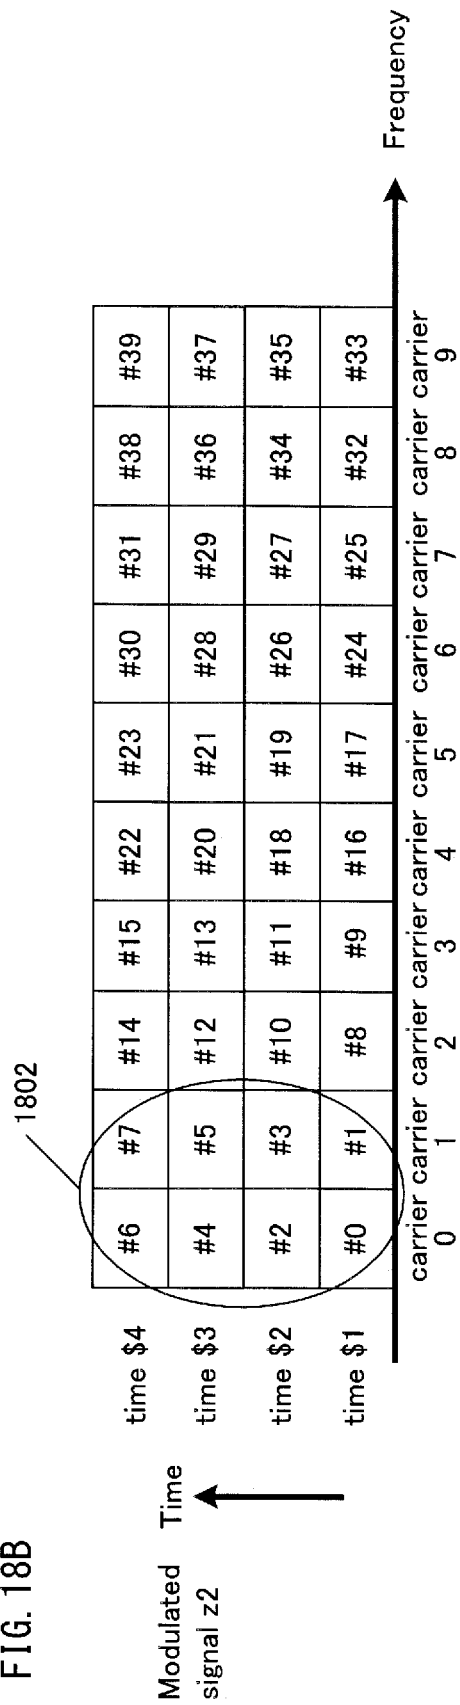 FIG. 18B
Modulated
signal z2
Time
1802
time $4 #6 #7 #14 #15 #22 #23 #30 #31 #38 #39
time $3 #4 #5 #12 #13 #20 #21 #28 #29 #36 #37
time $2 #2 #3 #10 #11 #18 #19 #26 #27 #34 #35
time $1 #0 #1 #8 #9 #16 #17 #24 #25 #32 #33
carrier carrier carrier carrier carrier carrier carrier carrier carrier carrier
0 1 2 3 4 5 6 7 8 9
Frequency